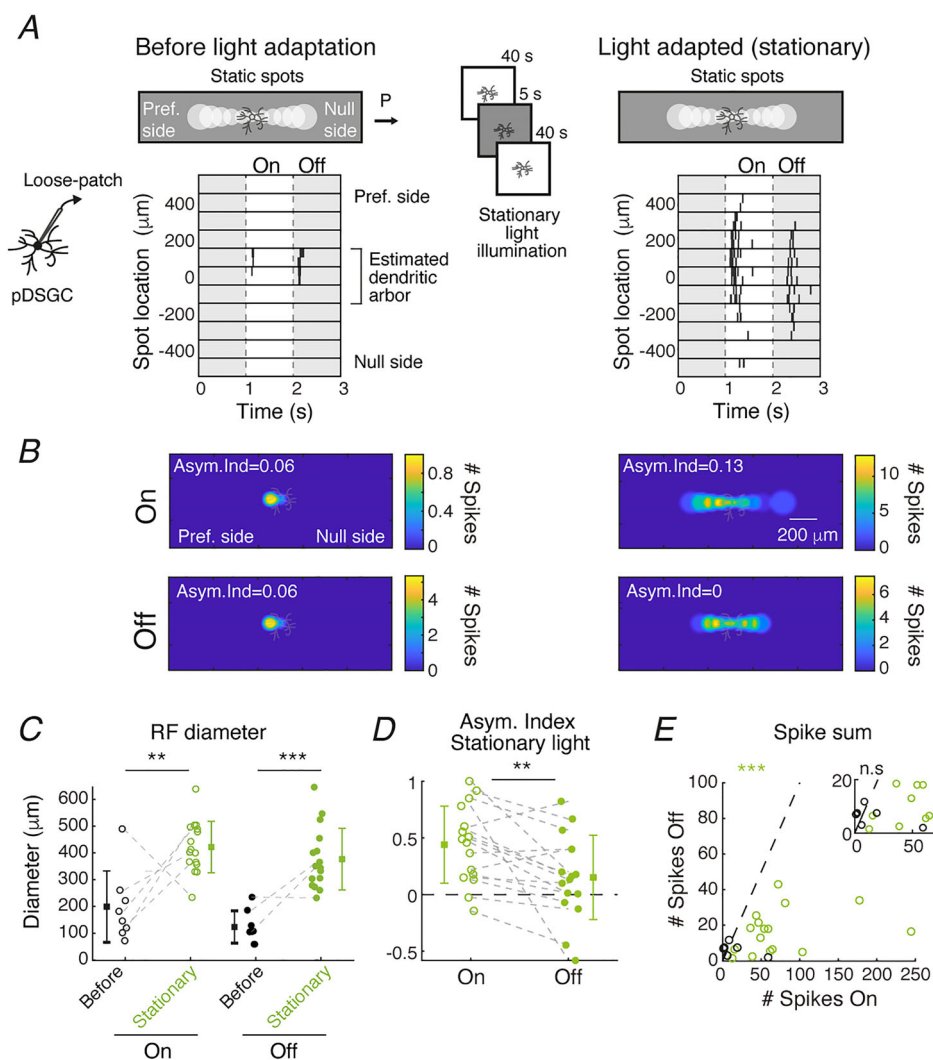 A
Before light adaptation
Static spots
Pref. side
Null side
P
40 s
5 s
40 s
Stationary light illumination
Light adapted (stationary)
Static spots
Loose-patch
pDSGC
On Off
Spot location (µm)
400
200
0
-200
-400
Pref. side
Estimated dendritic arbor
Null side
0 1 2 3
Time (s)
On Off
Spot location (µm)
400
200
0
-200
-400
0 1 2 3
Time (s)
B
On
Asym.Ind=0.06
Pref. side Null side
0.8
0.4
0
# Spikes
Asym.Ind=0.13
200 µm
10
5
0
# Spikes
Off
Asym.Ind=0.06
4
2
0
# Spikes
Asym.Ind=0
6
4
2
0
# Spikes
C
RF diameter
** ***
Diameter (µm)
600
500
400
300
200
100
0
Before Stationary Before Stationary
On Off
D
Asym. Index
Stationary light
**
1
0.5
0
-0.5
On Off
E
Spike sum
***
n.s
# Spikes Off
100
80
60
40
20
0
20
0
0 50
0 50 100 150 200 250
# Spikes On